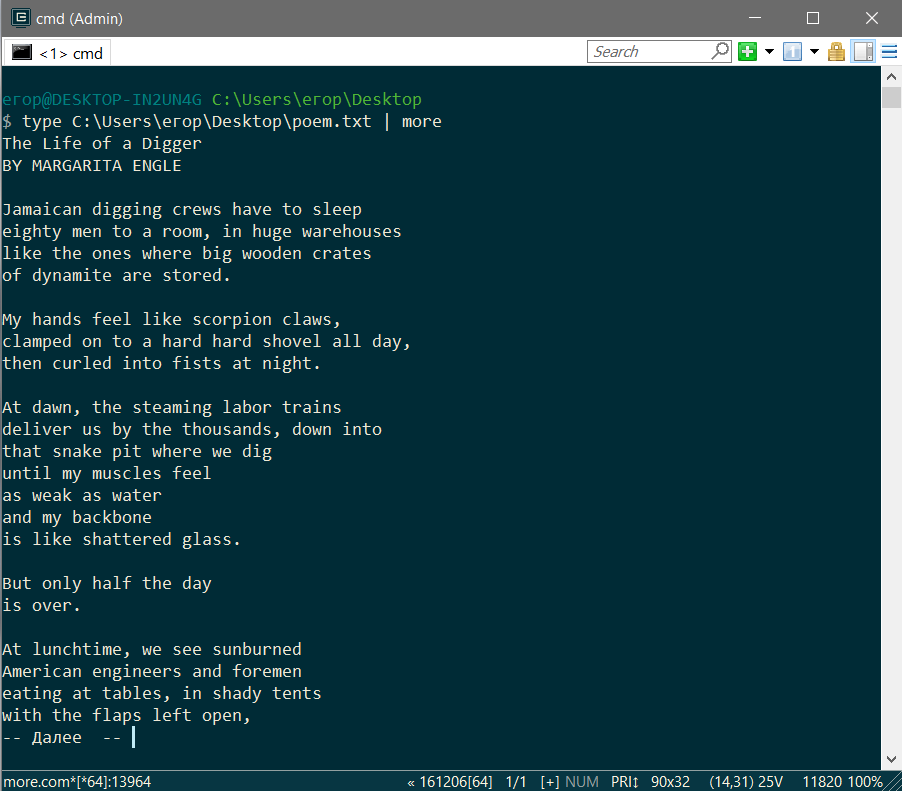 cmd (Admin)
<1> cmd
Search
erop@DESKTOP-IN2UN4G C:\Users\erop\Desktop
$ type C:\Users\erop\Desktop\poem.txt | more
The Life of a Digger
BY MARGARITA ENGLE
Jamaican digging crews have to sleep
eighty men to a room, in huge warehouses
like the ones where big wooden crates
of dynamite are stored.
My hands feel like scorpion claws,
clamped on to a hard hard shovel all day,
then curled into fists at night.
At dawn, the steaming labor trains
deliver us by the thousands, down into
that snake pit where we dig
until my muscles feel
as weak as water
and my backbone
is like shattered glass.
But only half the day
is over.
At lunchtime, we see sunburned
American engineers and foremen
eating at tables, in shady tents
with the flaps left open,
-- Далее  --
more.com*[*64]:13964 « 161206[64] 1/1 [+] NUM PRI↕ 90x32 (14,31) 25V 11820 100%